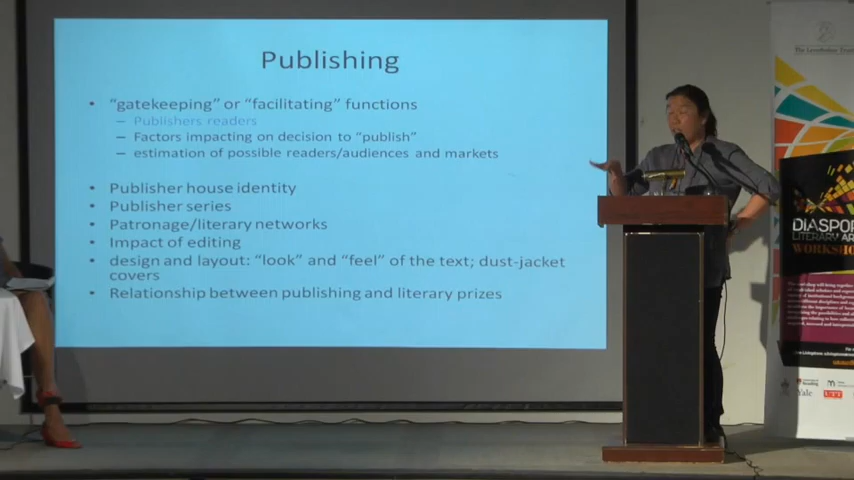 Publishing
• "gatekeeping" or "facilitating" functions
– Publishers readers
– Factors impacting on decision to "publish"
– estimation of possible readers/audiences and markets
• Publisher house identity
• Publisher series
• Patronage/literary networks
• Impact of editing
• design and layout: "look" and "feel" of the text; dust-jacket
covers
• Relationship between publishing and literary prizes
DIASPO
LITERARY AR
WORKSHO
Yale